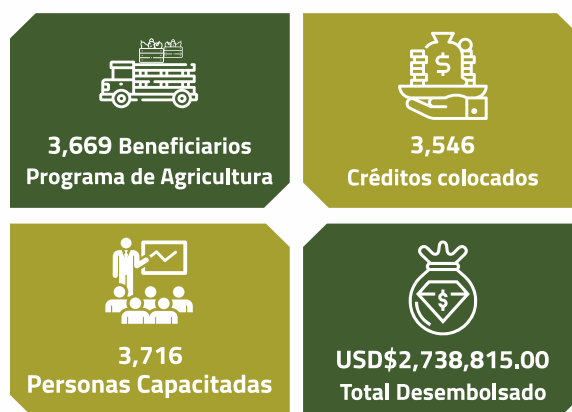 3,669 Beneficiarios
Programa de Agricultura
3,546
Créditos colocados
3,716
Personas Capacitadas
USD$2,738,815.00
Total Desembolsado